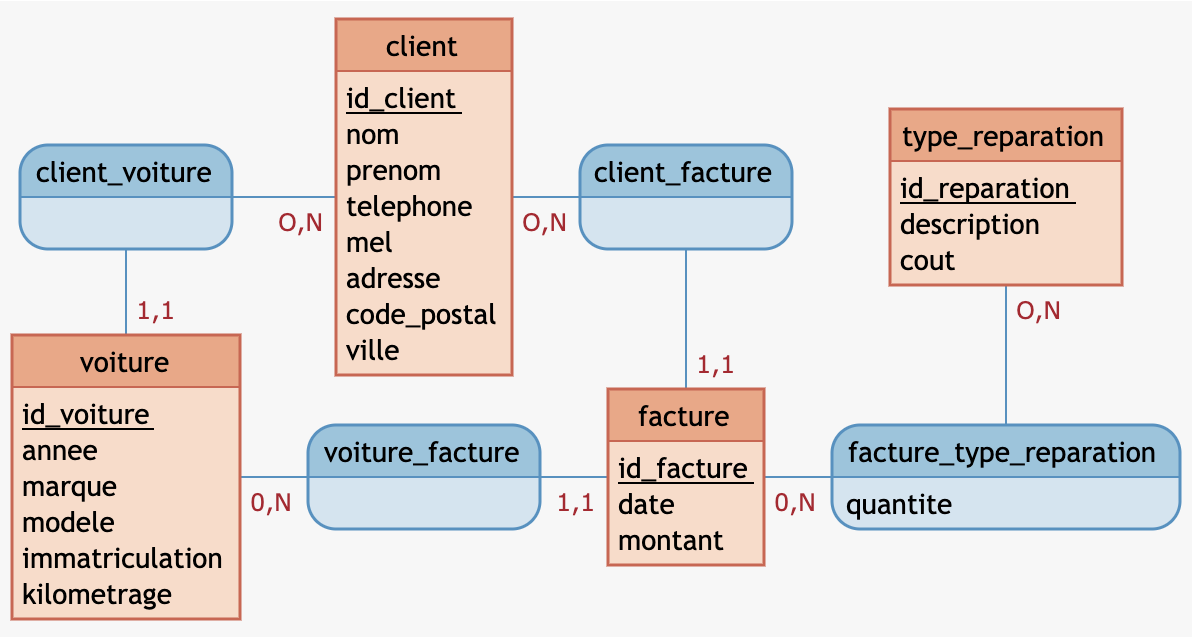 client
id_client
nom
prenom
telephone
mel
adresse
code_postal
ville
client_voiture
O,N
1,1
client_facture
O,N
1,1
type_reparation
id_reparation
description
cout
O,N
voiture
id_voiture
annee
marque
modele
immatriculation
kilometrage
0,N
voiture_facture
1,1
facture
id_facture
date
montant
0,N
facture_type_reparation
quantite